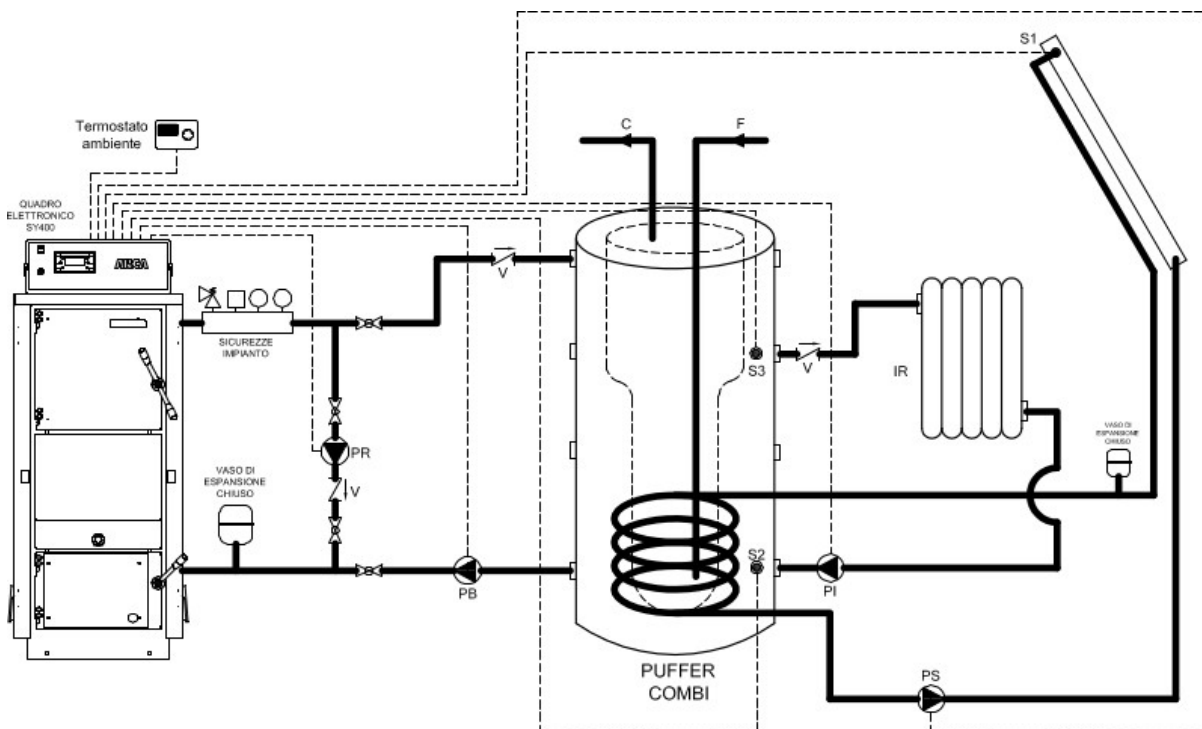 S1
Termostato
ambiente
C
F
QUADRO
ELETTRONICO
SY400
ARCA
V
SICUREZZE
IMPIANTO
S3
V
IR
PR
VASO DI
ESPANSIONE
CHIUSO
V
VASO DI
ESPANSIONE
CHIUSO
S2
PB
PI
PUFFER
COMBI
PS